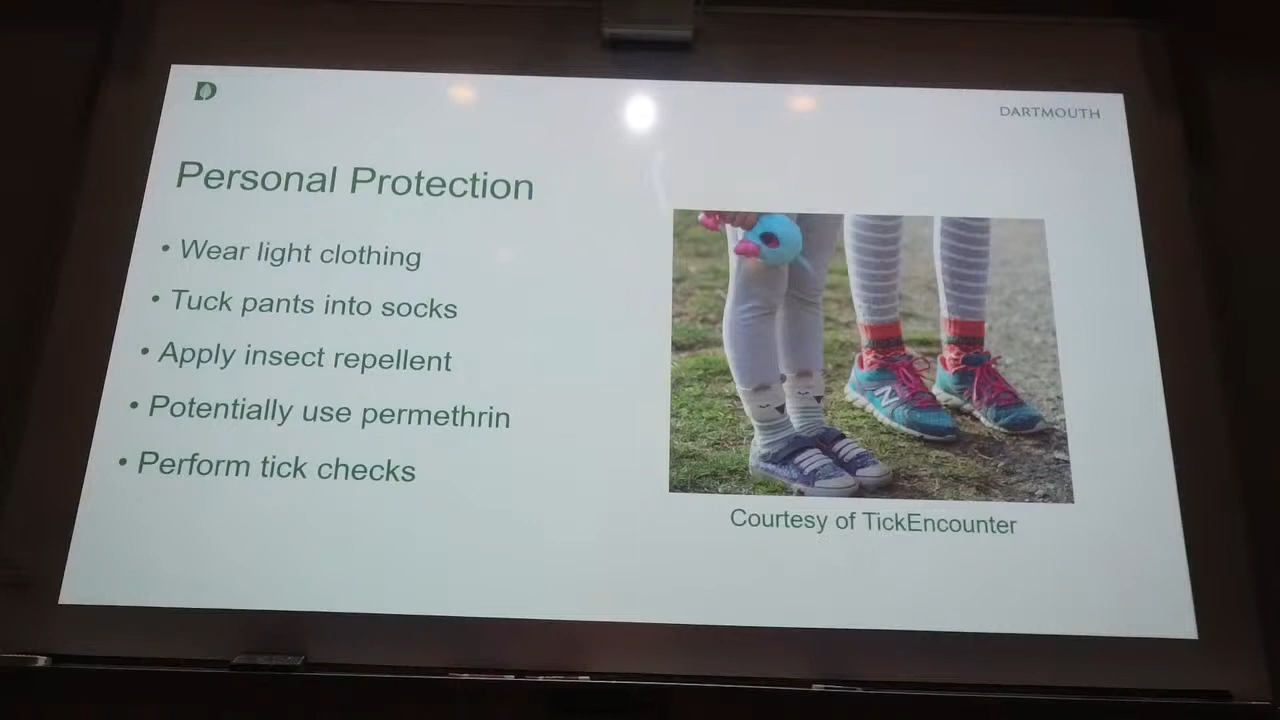 D
DARTMOUTH
Personal Protection
• Wear light clothing
• Tuck pants into socks
• Apply insect repellent
• Potentially use permethrin
• Perform tick checks
N
Courtesy of TickEncounter